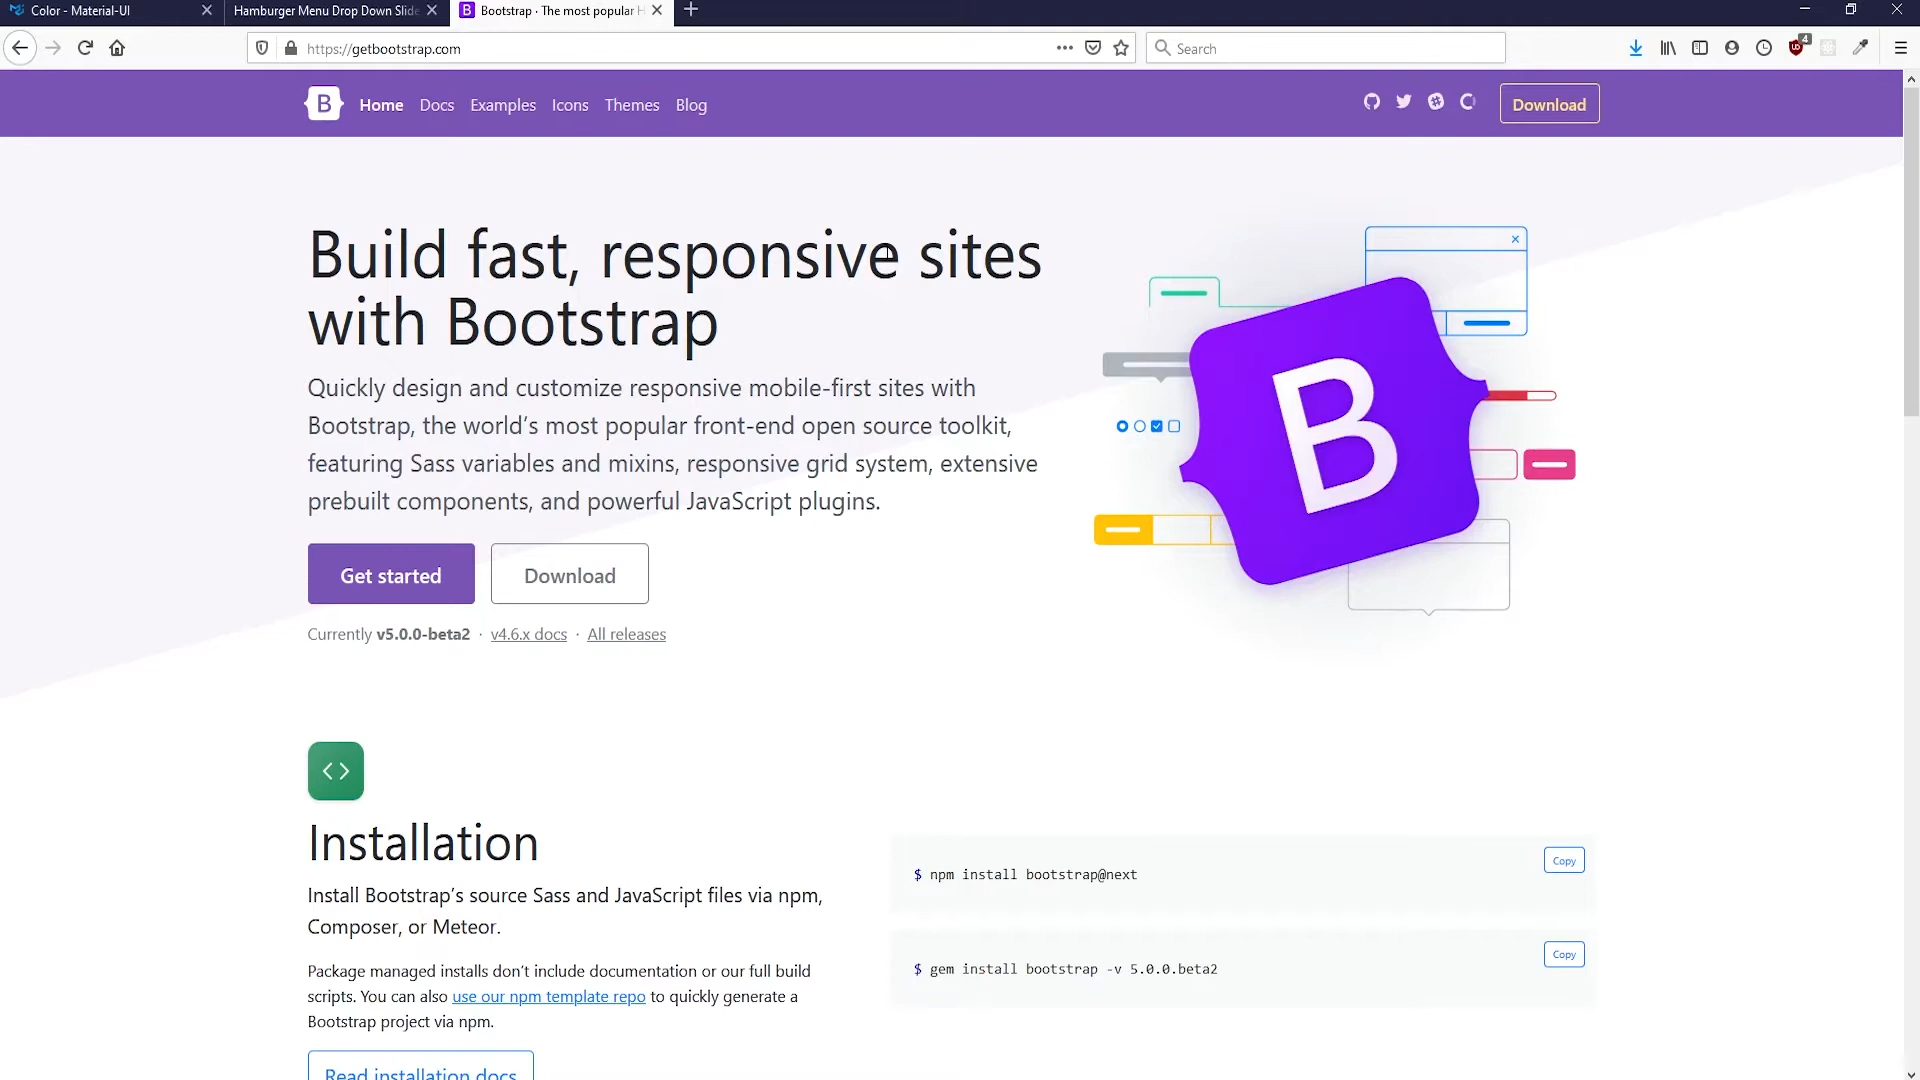 Color - Material-UI
Hamburger Menu Drop Down Slide
Bootstrap · The most popular H
https://getbootstrap.com
Search
4
B
Home
Docs
Examples
Icons
Themes
Blog
Download
Build fast, responsive sites
with Bootstrap
Quickly design and customize responsive mobile-first sites with
Bootstrap, the world’s most popular front-end open source toolkit,
featuring Sass variables and mixins, responsive grid system, extensive
prebuilt components, and powerful JavaScript plugins.
B
Get started
Download
Currently v5.0.0-beta2 · v4.6.x docs · All releases
Installation
Install Bootstrap’s source Sass and JavaScript files via npm,
Composer, or Meteor.
Package managed installs don’t include documentation or our full build
scripts. You can also use our npm template repo to quickly generate a
Bootstrap project via npm.
Read installation docs
$ npm install bootstrap@next
Copy
$ gem install bootstrap -v 5.0.0.beta2
Copy